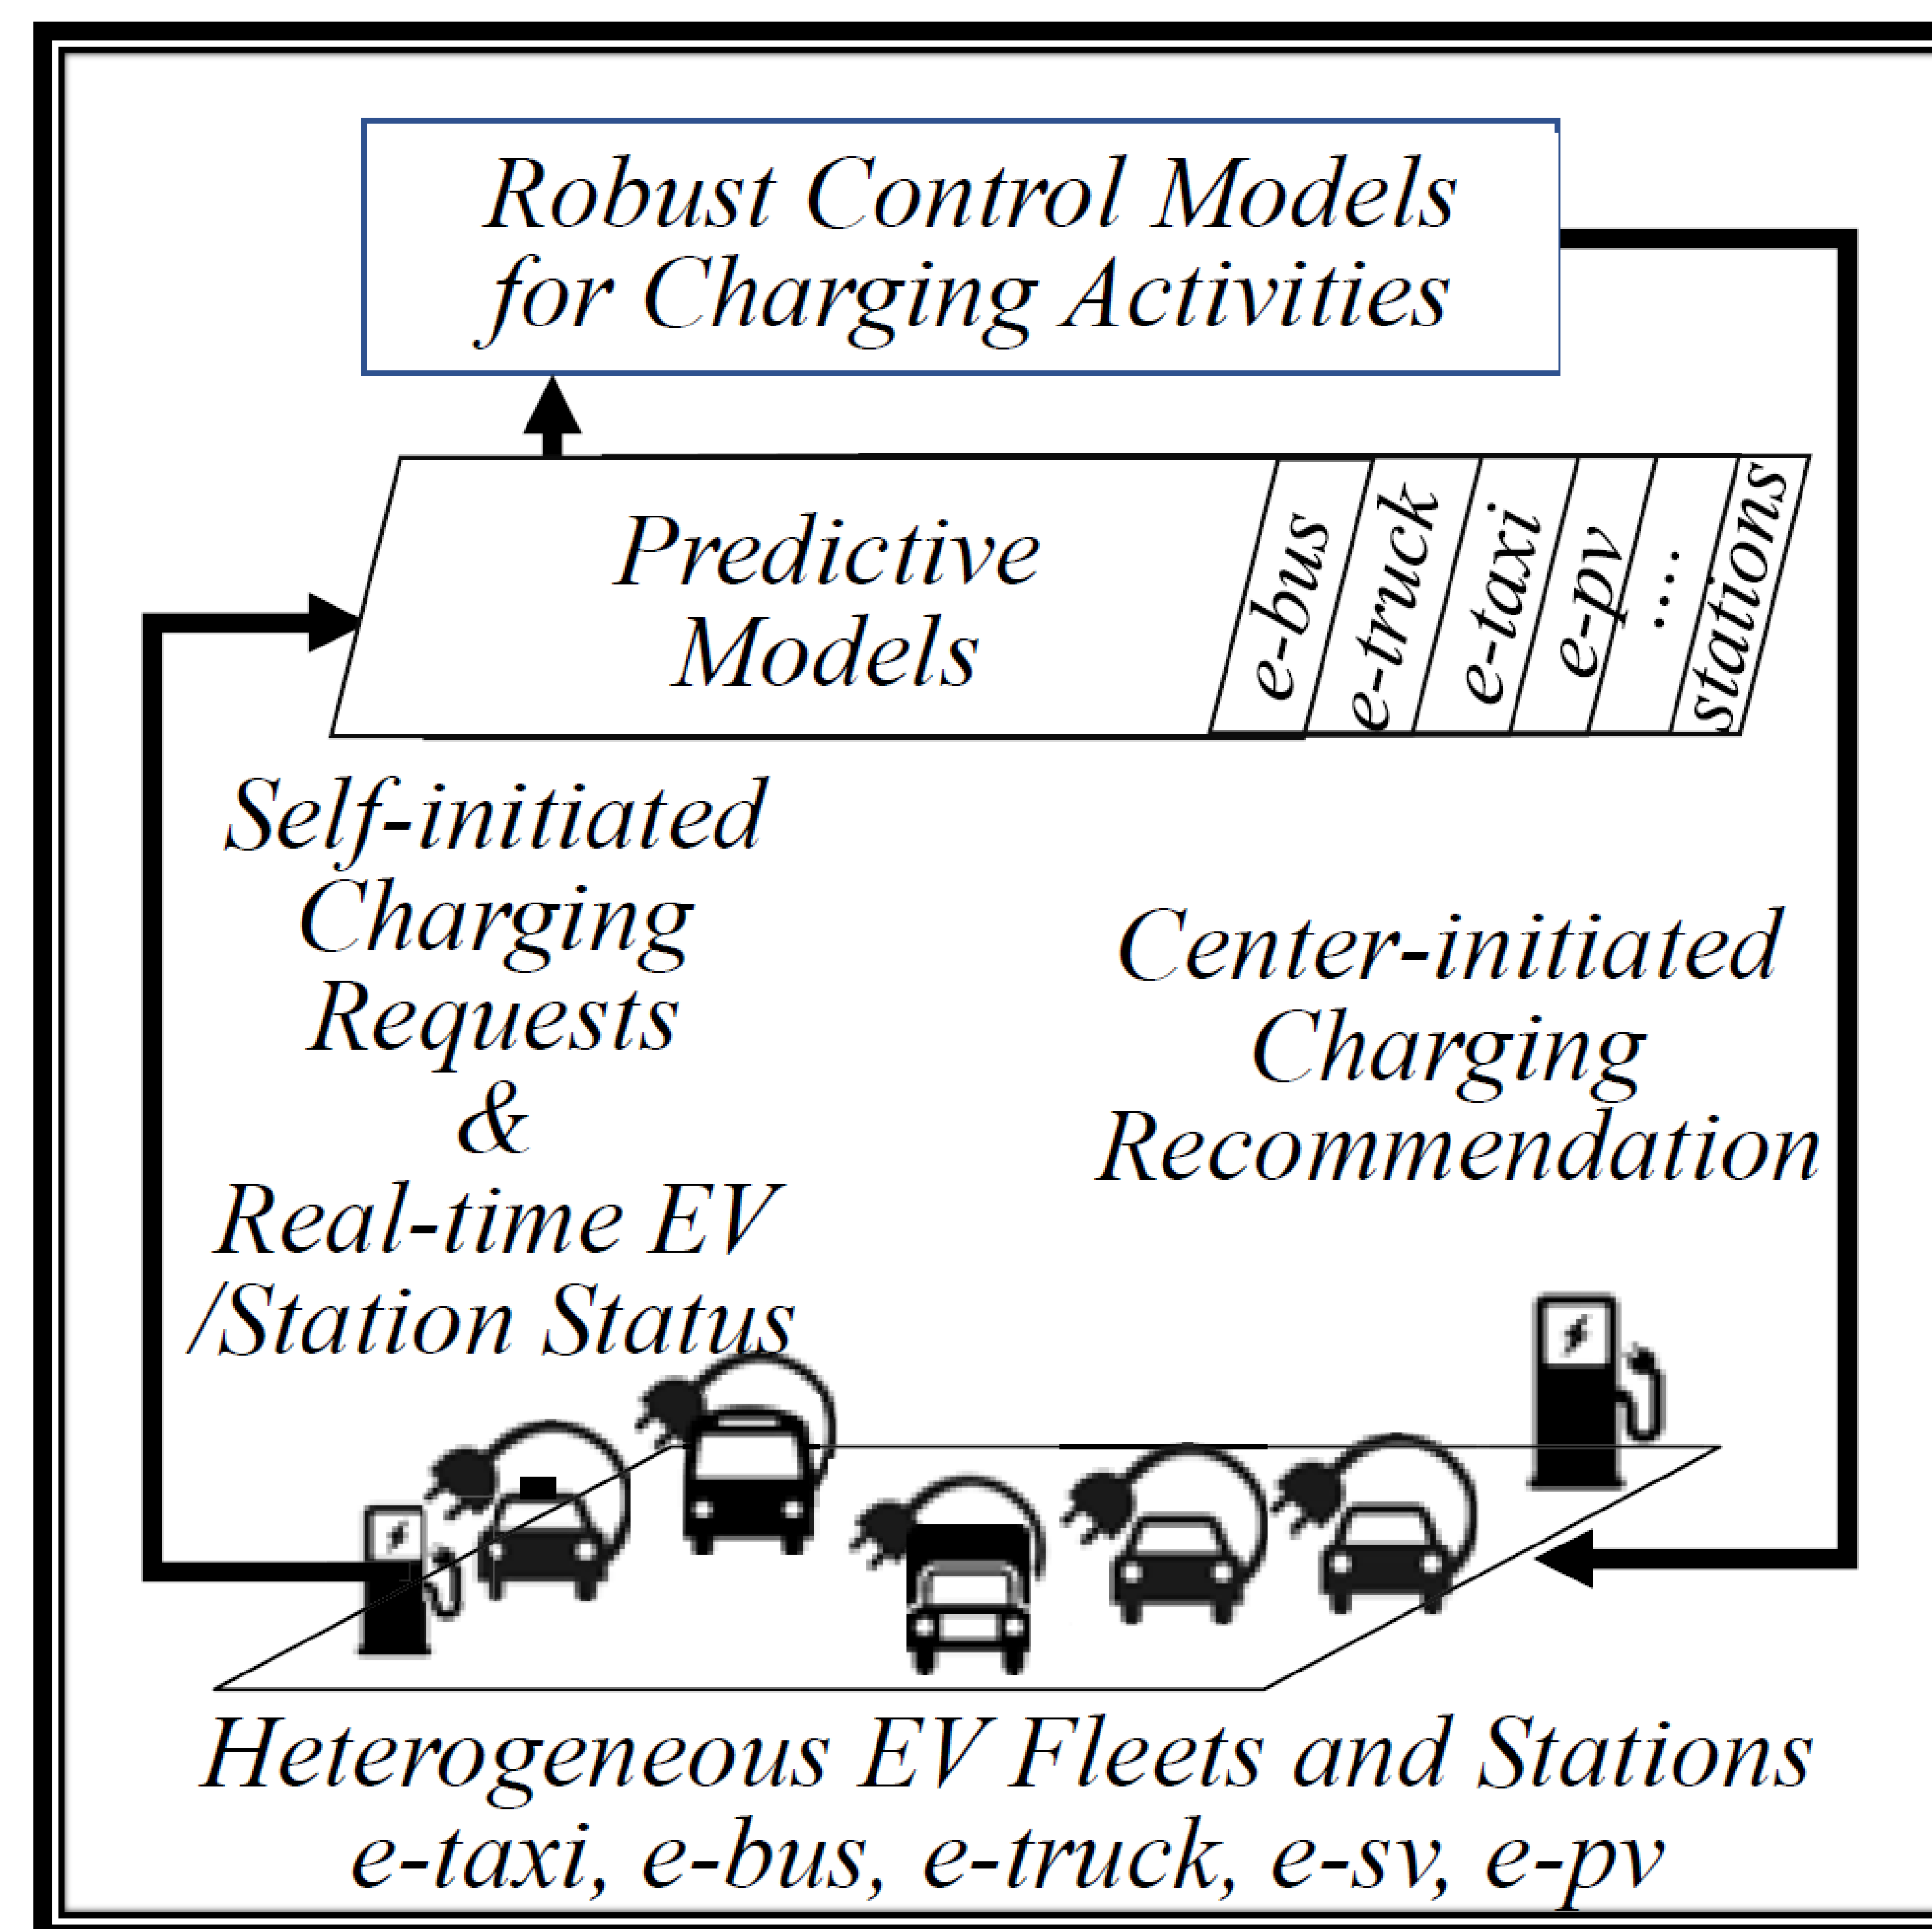 Robust Control Models
for Charging Activities
Predictive
Models
e-bus
e-truck
e-taxi
e-pv
....
stations
Self-initiated
Charging
Requests
&
Real-time EV
/Station Status
Center-initiated
Charging
Recommendation
Heterogeneous EV Fleets and Stations
e-taxi, e-bus, e-truck, e-sv, e-pv